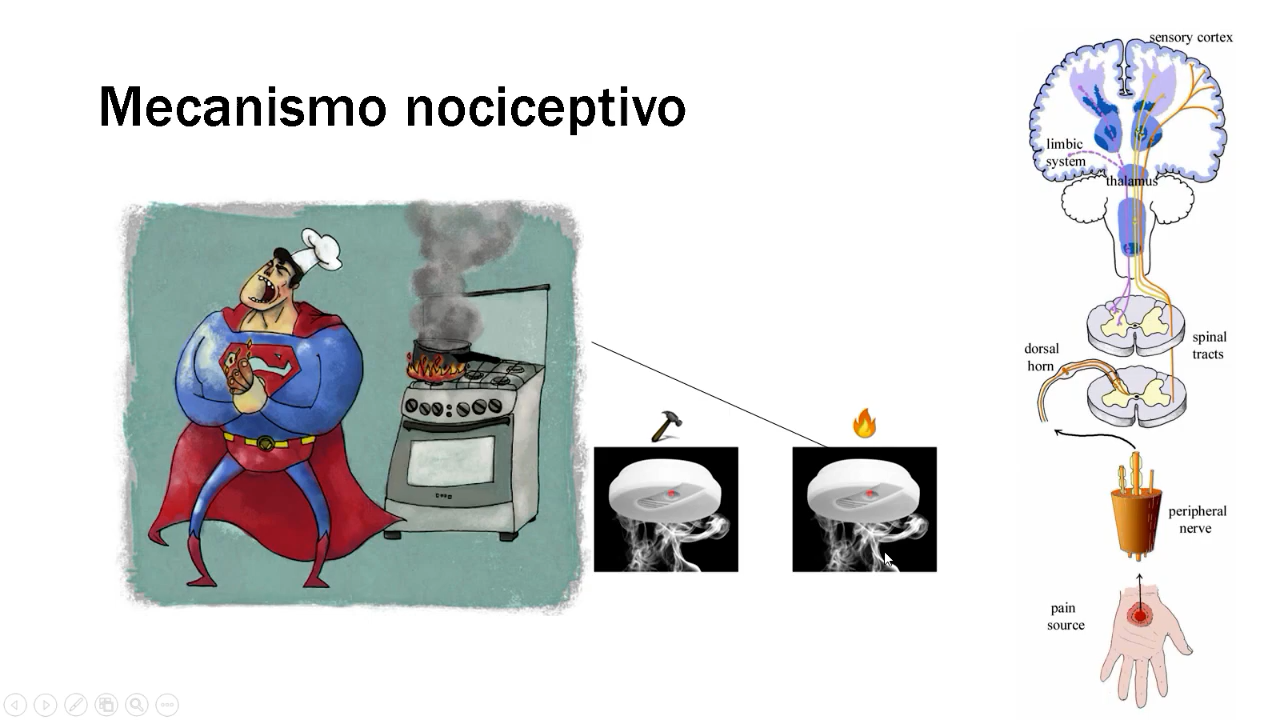 Mecanismo nociceptivo
sensory cortex
limbic
system
thalamus
spinal
tracts
dorsal
horn
peripheral
nerve
pain
source